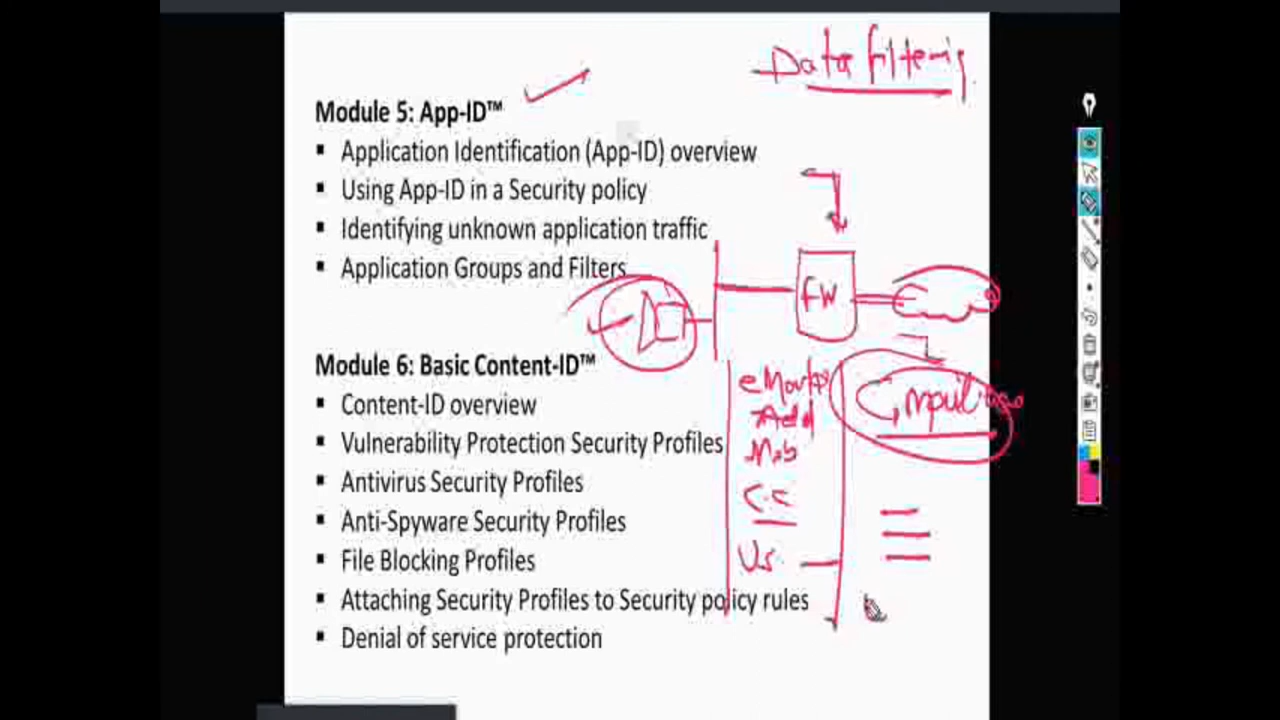 Data filtering
Module 5: App-ID™
▪ Application Identification (App-ID) overview
▪ Using App-ID in a Security policy
▪ Identifying unknown application traffic
▪ Application Groups and Filters
FW
Module 6: Basic Content-ID™
▪ Content-ID overview
▪ Vulnerability Protection Security Profiles
▪ Antivirus Security Profiles
▪ Anti-Spyware Security Profiles
▪ File Blocking Profiles
▪ Attaching Security Profiles to Security policy rules
▪ Denial of service protection
Add
Mob
C.C
Us